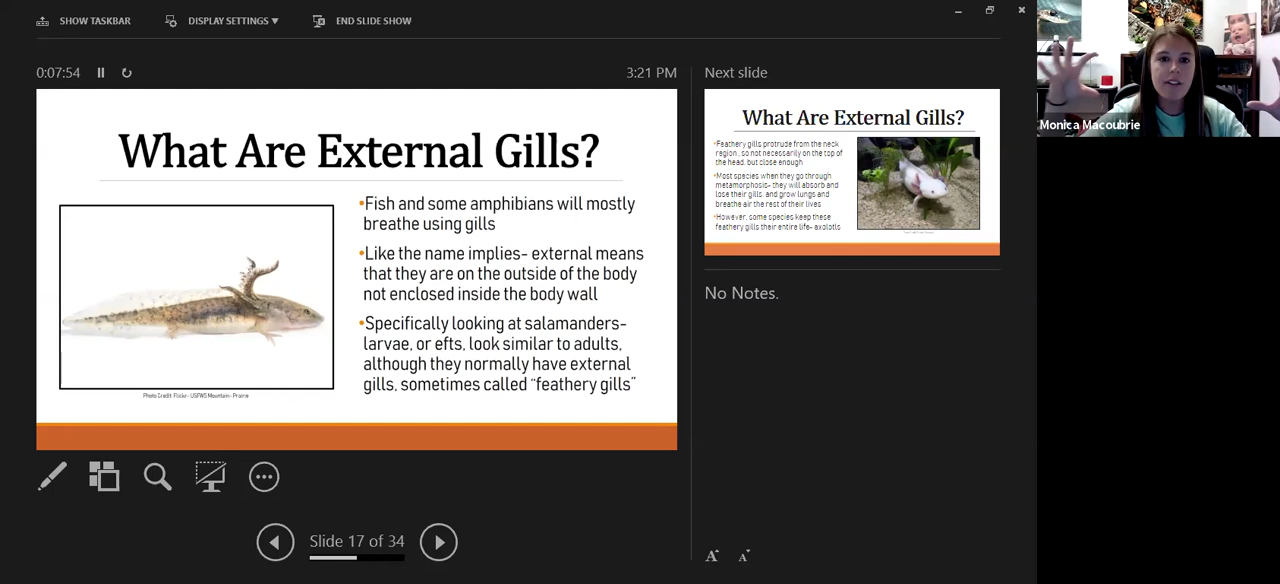 SHOW TASKBAR
DISPLAY SETTINGS ▼
END SLIDE SHOW
0:07:54
3:21 PM
What Are External Gills?
•Fish and some amphibians will mostly
breathe using gills
•Like the name implies- external means
that they are on the outside of the body
not enclosed inside the body wall
•Specifically looking at salamanders-
larvae, or efts, look similar to adults,
although they normally have external
gills, sometimes called “feathery gills”
Photo Credit: Flickr- USFWS Mountain- Prairie
Slide 17 of 34
Next slide
What Are External Gills?
•Feathery gills protrude from the neck
region, so not necessarily on the top of
the head, but close enough
•Most species when they go through
metamorphosis- they will absorb and
lose their gills, and grow lungs and
breathe air the rest of their lives
•However, some species keep these
feathery gills their entire life- axolotls
No Notes.
A A
Monica Macoubrie